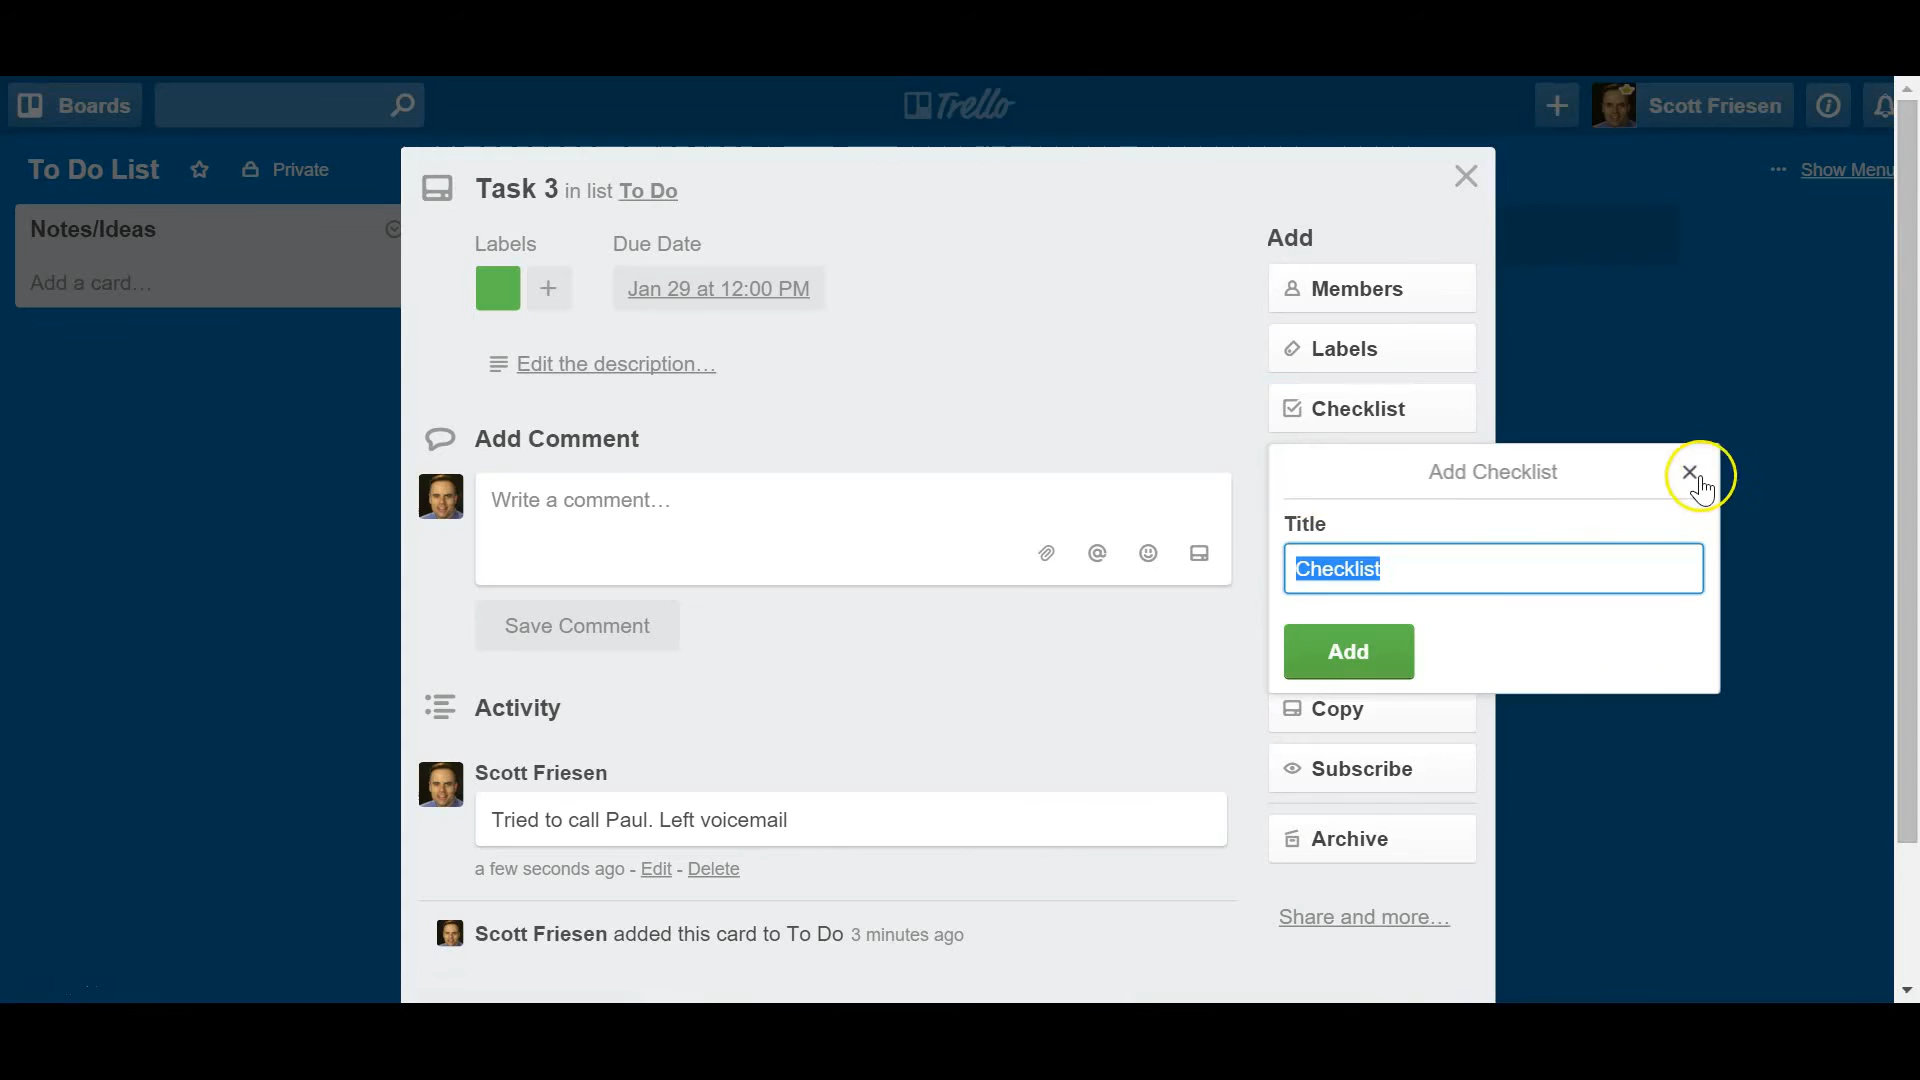 Boards
Trello
Scott Friesen
To Do List
Private
Show Menu
Notes/Ideas
Add a card…
Task 3 in list To Do
Labels
Due Date
Jan 29 at 12:00 PM
Edit the description…
Add Comment
Write a comment…
Save Comment
Activity
Scott Friesen
Tried to call Paul. Left voicemail
a few seconds ago - Edit - Delete
Scott Friesen added this card to To Do 3 minutes ago
Add
Members
Labels
Checklist
Add Checklist
Title
Checklist
Add
Copy
Subscribe
Archive
Share and more…